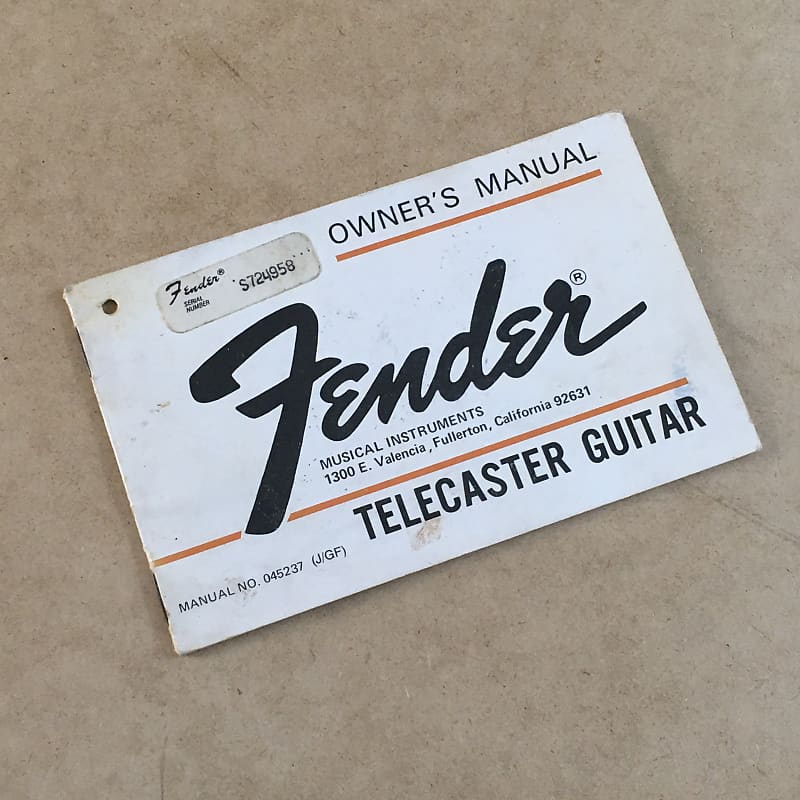 OWNER'S MANUAL
Fender®
SERIAL
NUMBER
S724958
Fender®
MUSICAL INSTRUMENTS
1300 E. Valencia, Fullerton, California 92631
TELECASTER GUITAR
MANUAL NO. 045237 (J/GF)